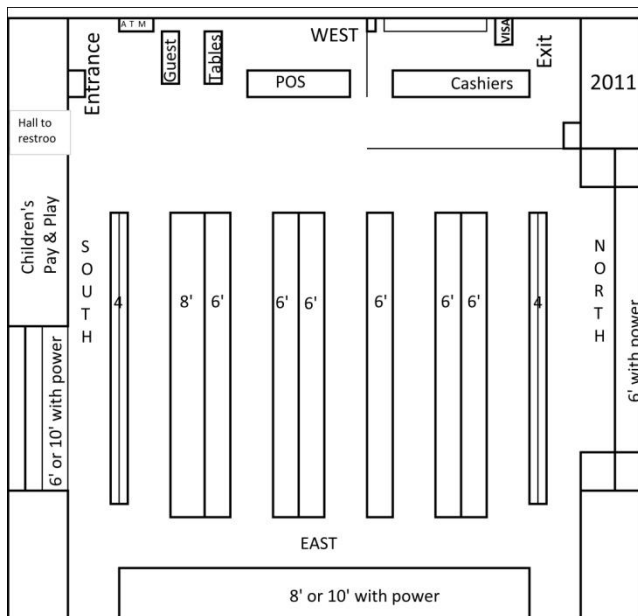 ATM
WEST
VISA
Entrance
Guest
Tables
POS
Cashiers
Exit
2011
Hall to
restroo
Children's
Pay & Play
SOUTH
NORTH
4
8'
6'
6'
6'
6'
6'
6'
4
6' or 10' with power
6' with power
EAST
8' or 10' with power